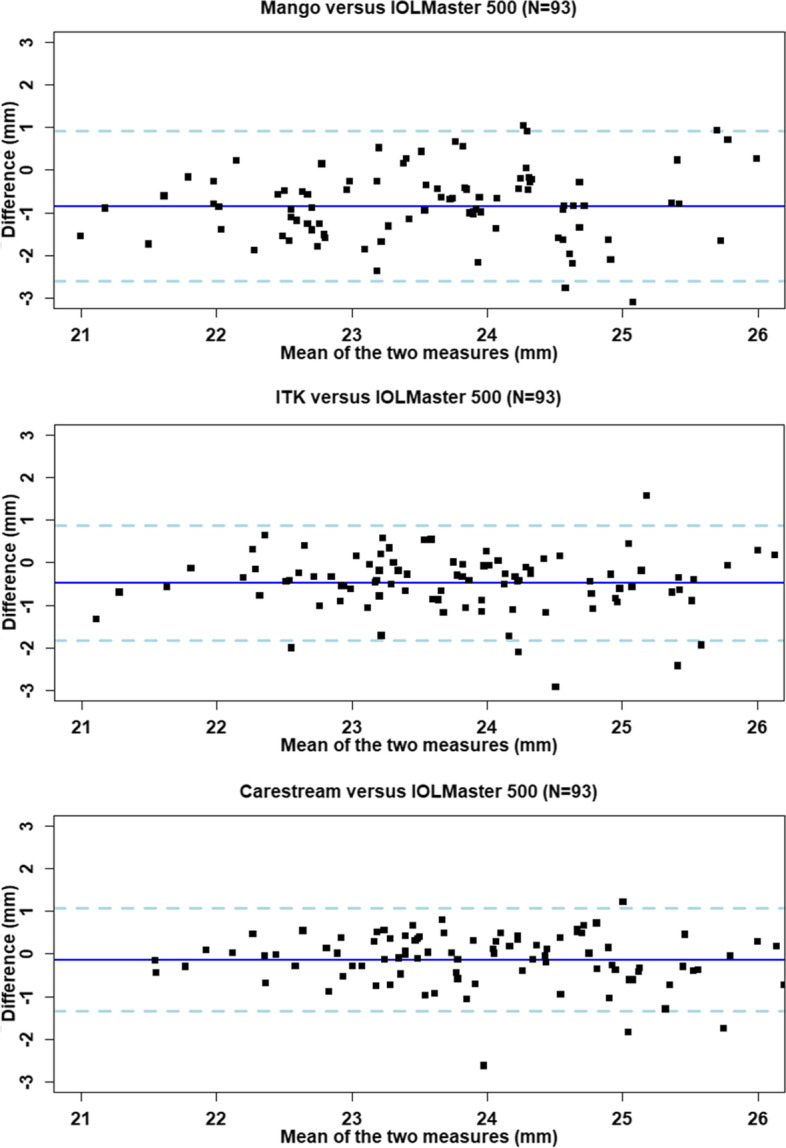 Mango versus IOLMaster 500 (N=93)
3
2
1
0
-1
-2
-3
Difference (mm)
21 22 23 24 25 26
Mean of the two measures (mm)
ITK versus IOLMaster 500 (N=93)
3
2
1
0
-1
-2
-3
Difference (mm)
21 22 23 24 25 26
Mean of the two measures (mm)
Carestream versus IOLMaster 500 (N=93)
3
2
1
0
-1
-2
-3
Difference (mm)
21 22 23 24 25 26
Mean of the two measures (mm)